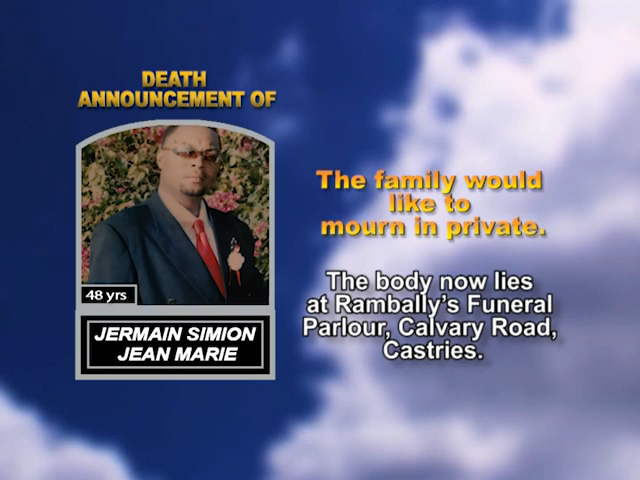 DEATH
ANNOUNCEMENT OF
48 yrs
JERMAIN SIMION
JEAN MARIE
The family would
like to
mourn in private.
The body now lies
at Rambally's Funeral
Parlour, Calvary Road,
Castries.